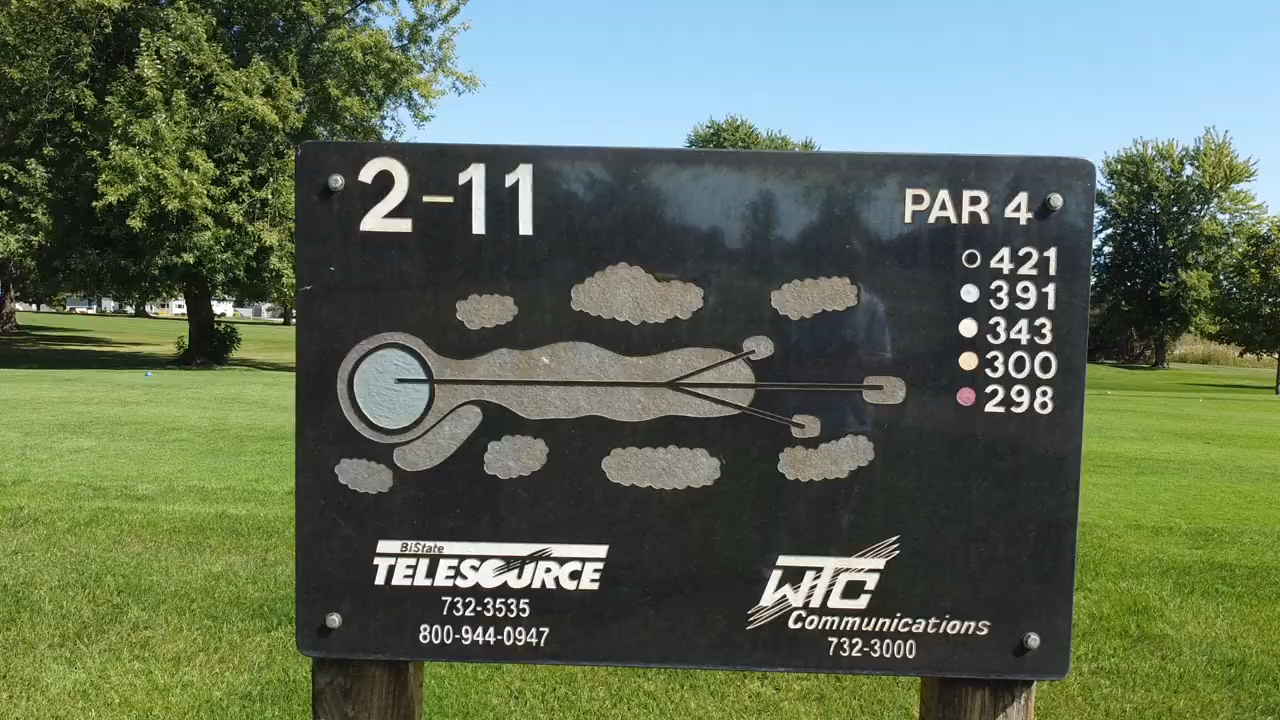 2-11
PAR 4
421
391
343
300
298
BiState
TELESOURCE
732-3535
800-944-0947
WTC
Communications
732-3000